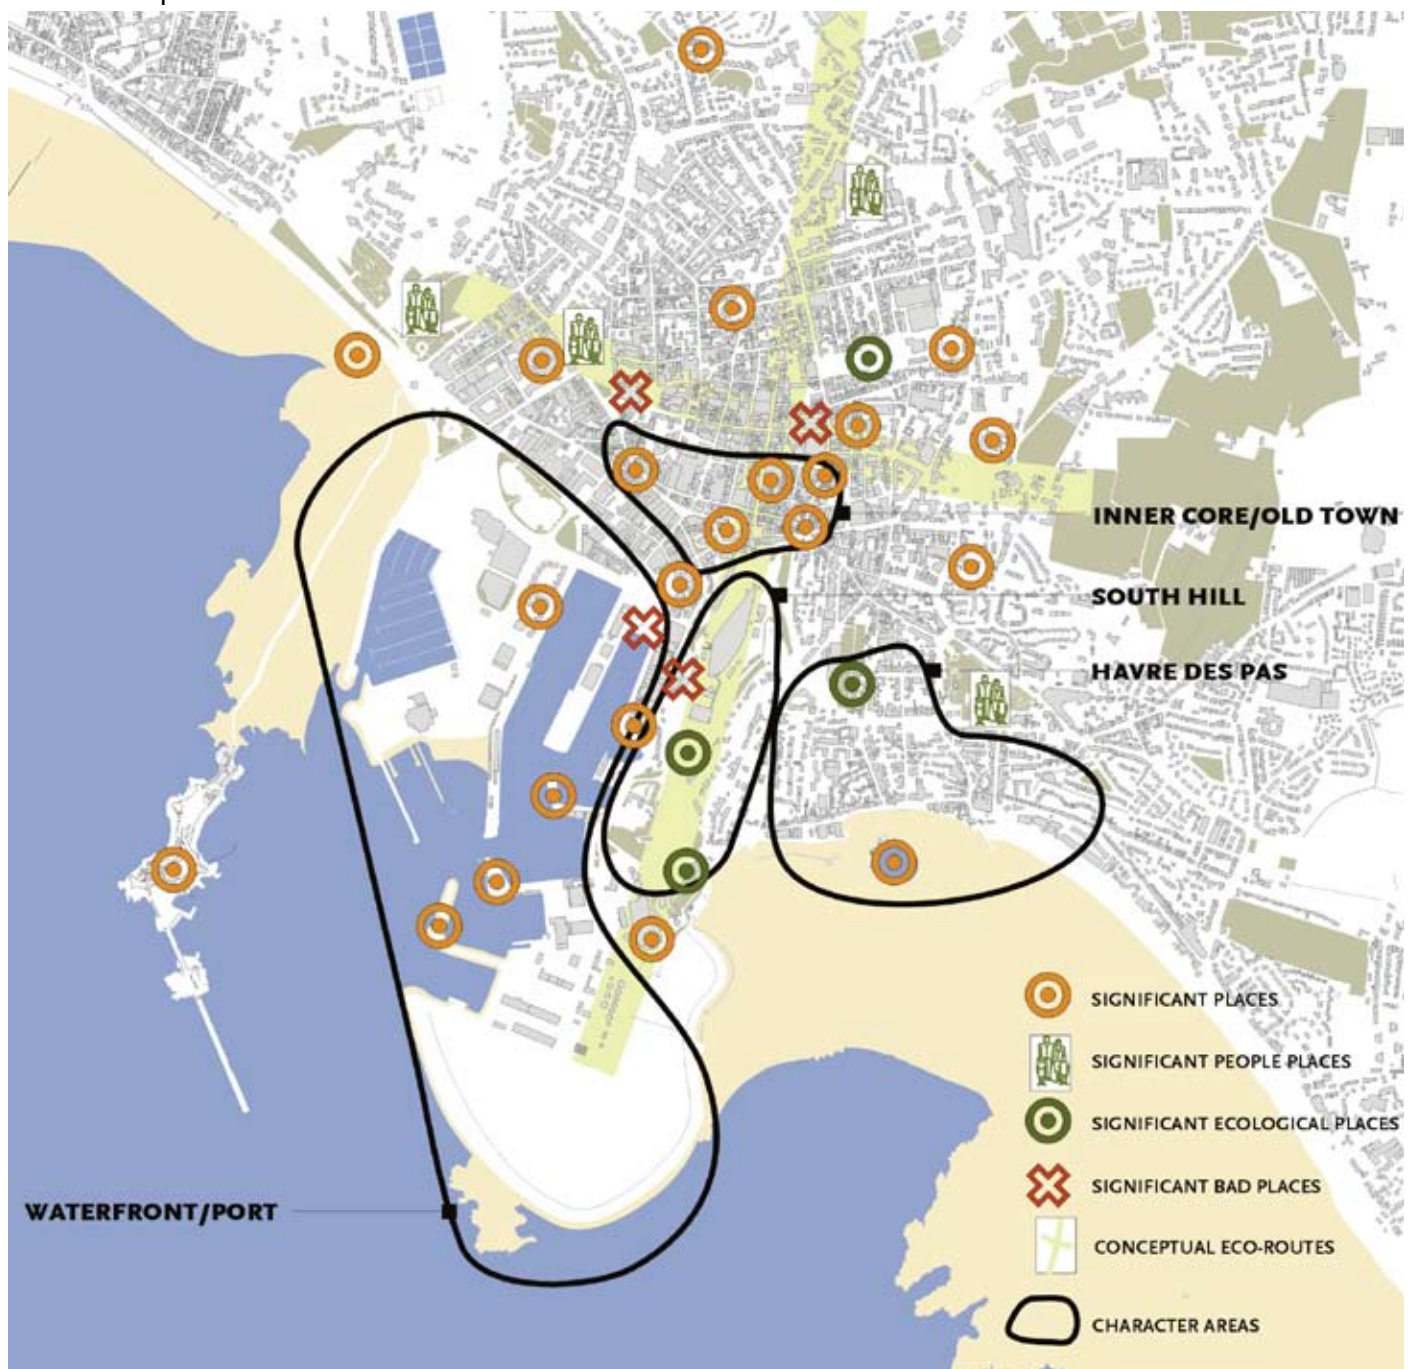 INNER CORE/OLD TOWN
SOUTH HILL
HAVRE DES PAS
WATERFRONT/PORT
SIGNIFICANT PLACES
SIGNIFICANT PEOPLE PLACES
SIGNIFICANT ECOLOGICAL PLACES
SIGNIFICANT BAD PLACES
CONCEPTUAL ECO-ROUTES
CHARACTER AREAS